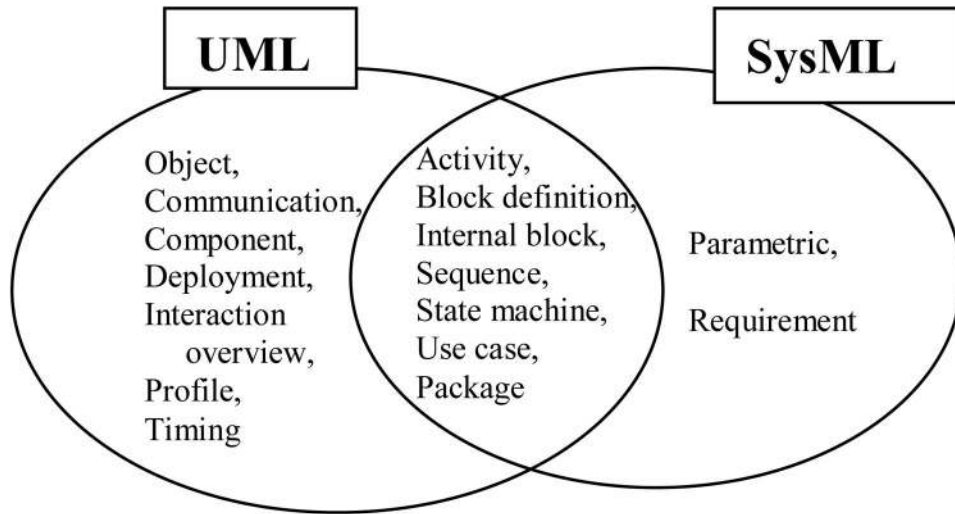 UML
SysML
Object,
Communication,
Component,
Deployment,
Interaction
overview,
Profile,
Timing
Activity,
Block definition,
Internal block,
Sequence,
State machine,
Use case,
Package
Parametric,
Requirement